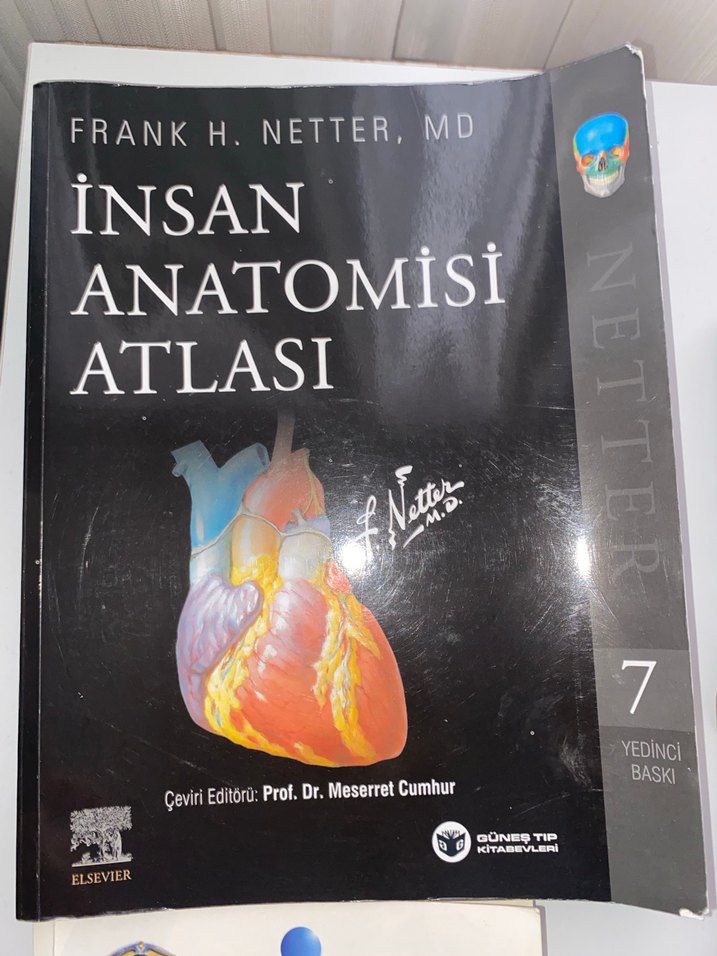 FRANK H. NETTER, MD
İNSAN
ANATOMİSİ
ATLASI
NETTER
f. Netter
M.D.
7
YEDİNCİ
BASKI
Çeviri Editörü: Prof. Dr. Meserret Cumhur
ELSEVIER
GÜNEŞ TIP
KİTABEVLERİ